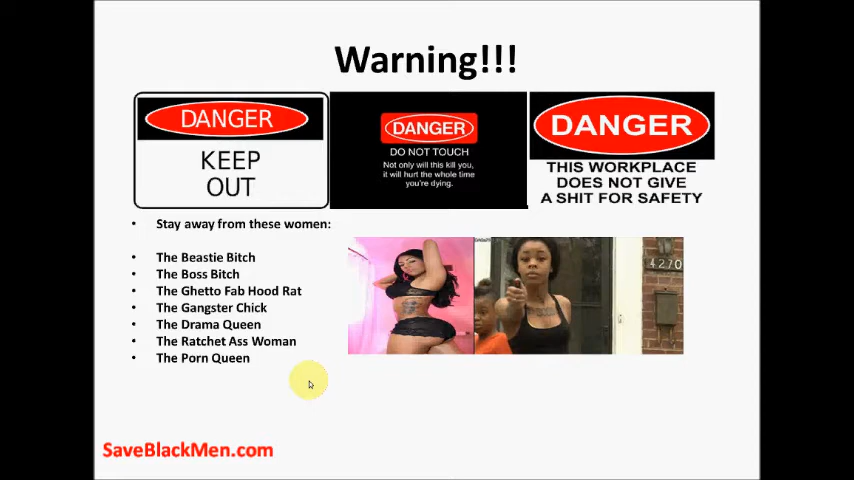 Warning!!!
DANGER
KEEP
OUT
DANGER
DO NOT TOUCH
Not only will this kill you,
it will hurt the whole time
you're dying.
DANGER
THIS WORKPLACE
DOES NOT GIVE
A SHIT FOR SAFETY
• Stay away from these women:
• The Beastie Bitch
• The Boss Bitch
• The Ghetto Fab Hood Rat
• The Gangster Chick
• The Drama Queen
• The Ratchet Ass Woman
• The Porn Queen
4270
SaveBlackMen.com